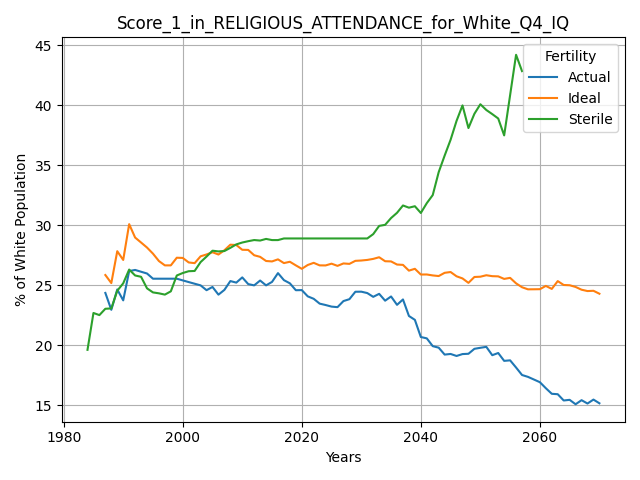 Score_1_in_RELIGIOUS_ATTENDANCE_for_White_Q4_IQ
% of White Population
45
40
35
30
25
20
15
Fertility
Actual
Ideal
Sterile
1980
2000
2020
2040
2060
Years